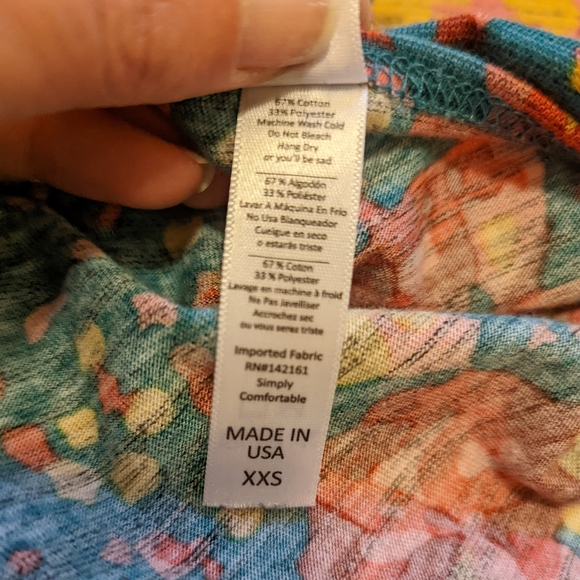 67% Cotton
33% Polyester
Machine Wash Cold
Do Not Bleach
Hang Dry
or you'll be sad
67 % Algodón
33 % Poliéster
Lavar A Máquina En Frío
No Usa Blanqueador
Cuelgue en seco
o estarás triste
67 % Coton
33 % Polyester
Lavage en machine à froid
Ne Pas Javelliser
Accrochez sec
ou vous serez triste
Imported Fabric
RN#142161
Simply
Comfortable
MADE IN
USA
XXS